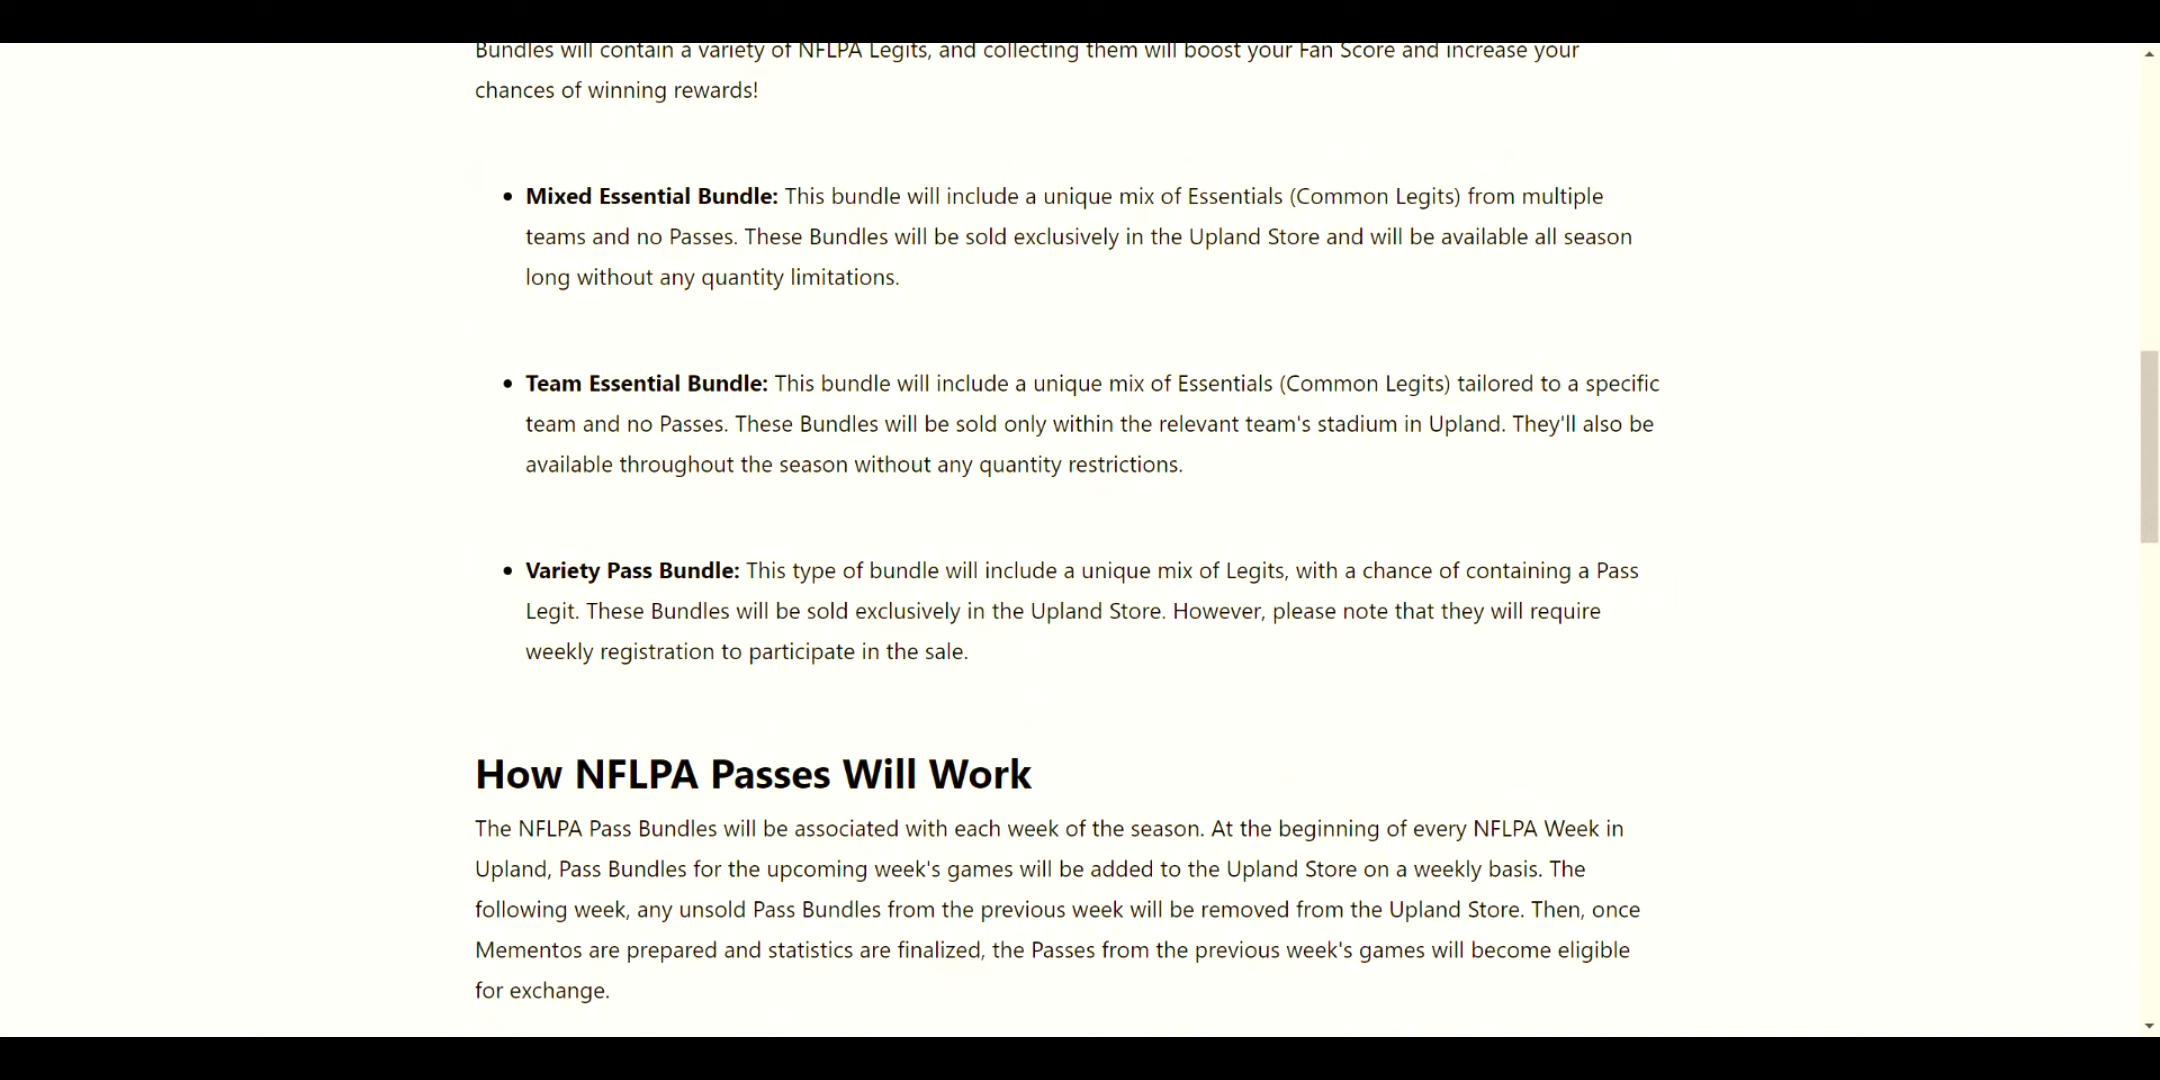 Bundles will contain a variety of NFLPA Legits, and collecting them will boost your Fan Score and increase your
chances of winning rewards!
• Mixed Essential Bundle: This bundle will include a unique mix of Essentials (Common Legits) from multiple
teams and no Passes. These Bundles will be sold exclusively in the Upland Store and will be available all season
long without any quantity limitations.
• Team Essential Bundle: This bundle will include a unique mix of Essentials (Common Legits) tailored to a specific
team and no Passes. These Bundles will be sold only within the relevant team's stadium in Upland. They'll also be
available throughout the season without any quantity restrictions.
• Variety Pass Bundle: This type of bundle will include a unique mix of Legits, with a chance of containing a Pass
Legit. These Bundles will be sold exclusively in the Upland Store. However, please note that they will require
weekly registration to participate in the sale.
How NFLPA Passes Will Work
The NFLPA Pass Bundles will be associated with each week of the season. At the beginning of every NFLPA Week in
Upland, Pass Bundles for the upcoming week's games will be added to the Upland Store on a weekly basis. The
following week, any unsold Pass Bundles from the previous week will be removed from the Upland Store. Then, once
Mementos are prepared and statistics are finalized, the Passes from the previous week's games will become eligible
for exchange.